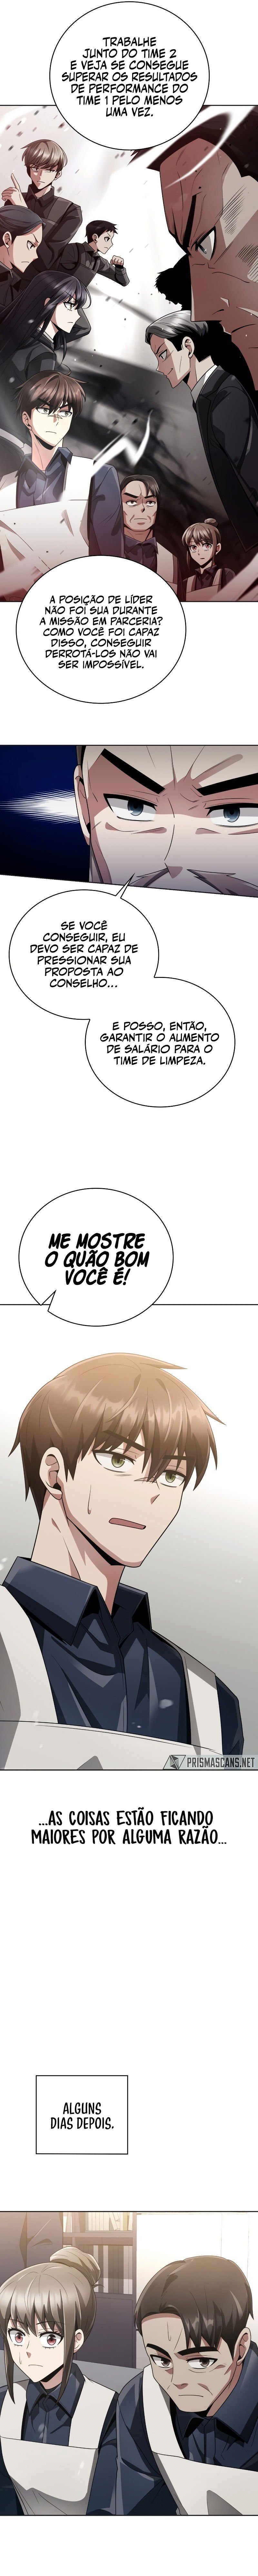 TRABALHE
JUNTO DO TIME 2
E VEJA SE CONSEGUE
SUPERAR OS RESULTADOS
DE PERFORMANCE DO
TIME 1 PELO MENOS
UMA VEZ.
A POSIÇÃO DE LÍDER
NÃO FOI SUA DURANTE
A MISSÃO EM PARCERIA?
COMO VOCÊ FOI CAPAZ
DISSO, CONSEGUIR
DERROTÁ-LOS NÃO VAI
SER IMPOSSÍVEL.
SE VOCÊ
CONSEGUIR, EU
DEVO SER CAPAZ DE
PRESSIONAR SUA
PROPOSTA AO
CONSELHO...
E POSSO, ENTÃO,
GARANTIR O AUMENTO
DE SALÁRIO PARA O
TIME DE LIMPEZA.
ME MOSTRE
O QUÃO BOM
VOCÊ É!
PRISMASCANS.NET
...AS COISAS ESTÃO FICANDO
MAIORES POR ALGUMA RAZÃO...
ALGUNS
DIAS DEPOIS.